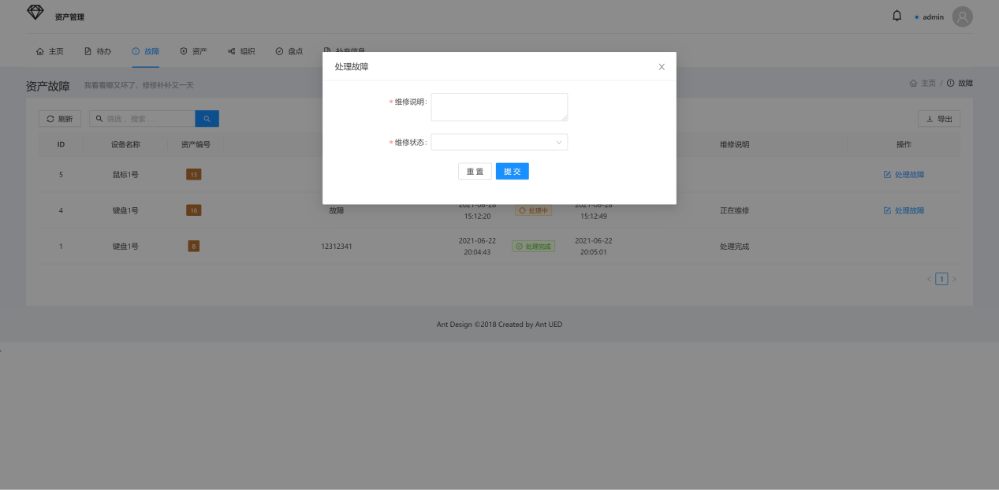 资产管理
admin
主页 待办 故障 资产 组织 盘点 补充信息
处理故障
资产故障 我看看哪又坏了，修修补补又一天
主页 / 故障
* 维修说明:
刷新 筛选、搜索 . . .
导出
* 维修状态:
ID 设备名称 资产编号 维修说明 操作
重 置 提 交
5 鼠标1号 13 处理故障
4 键盘1号 16 故障 2021-06-28 15:12:20 处理中 2021-06-28 15:12:49 正在维修 处理故障
1 键盘1号 8 12312341 2021-06-22 20:04:43 处理完成 2021-06-22 20:05:01 处理完成
1
Ant Design ©2018 Created by Ant UED